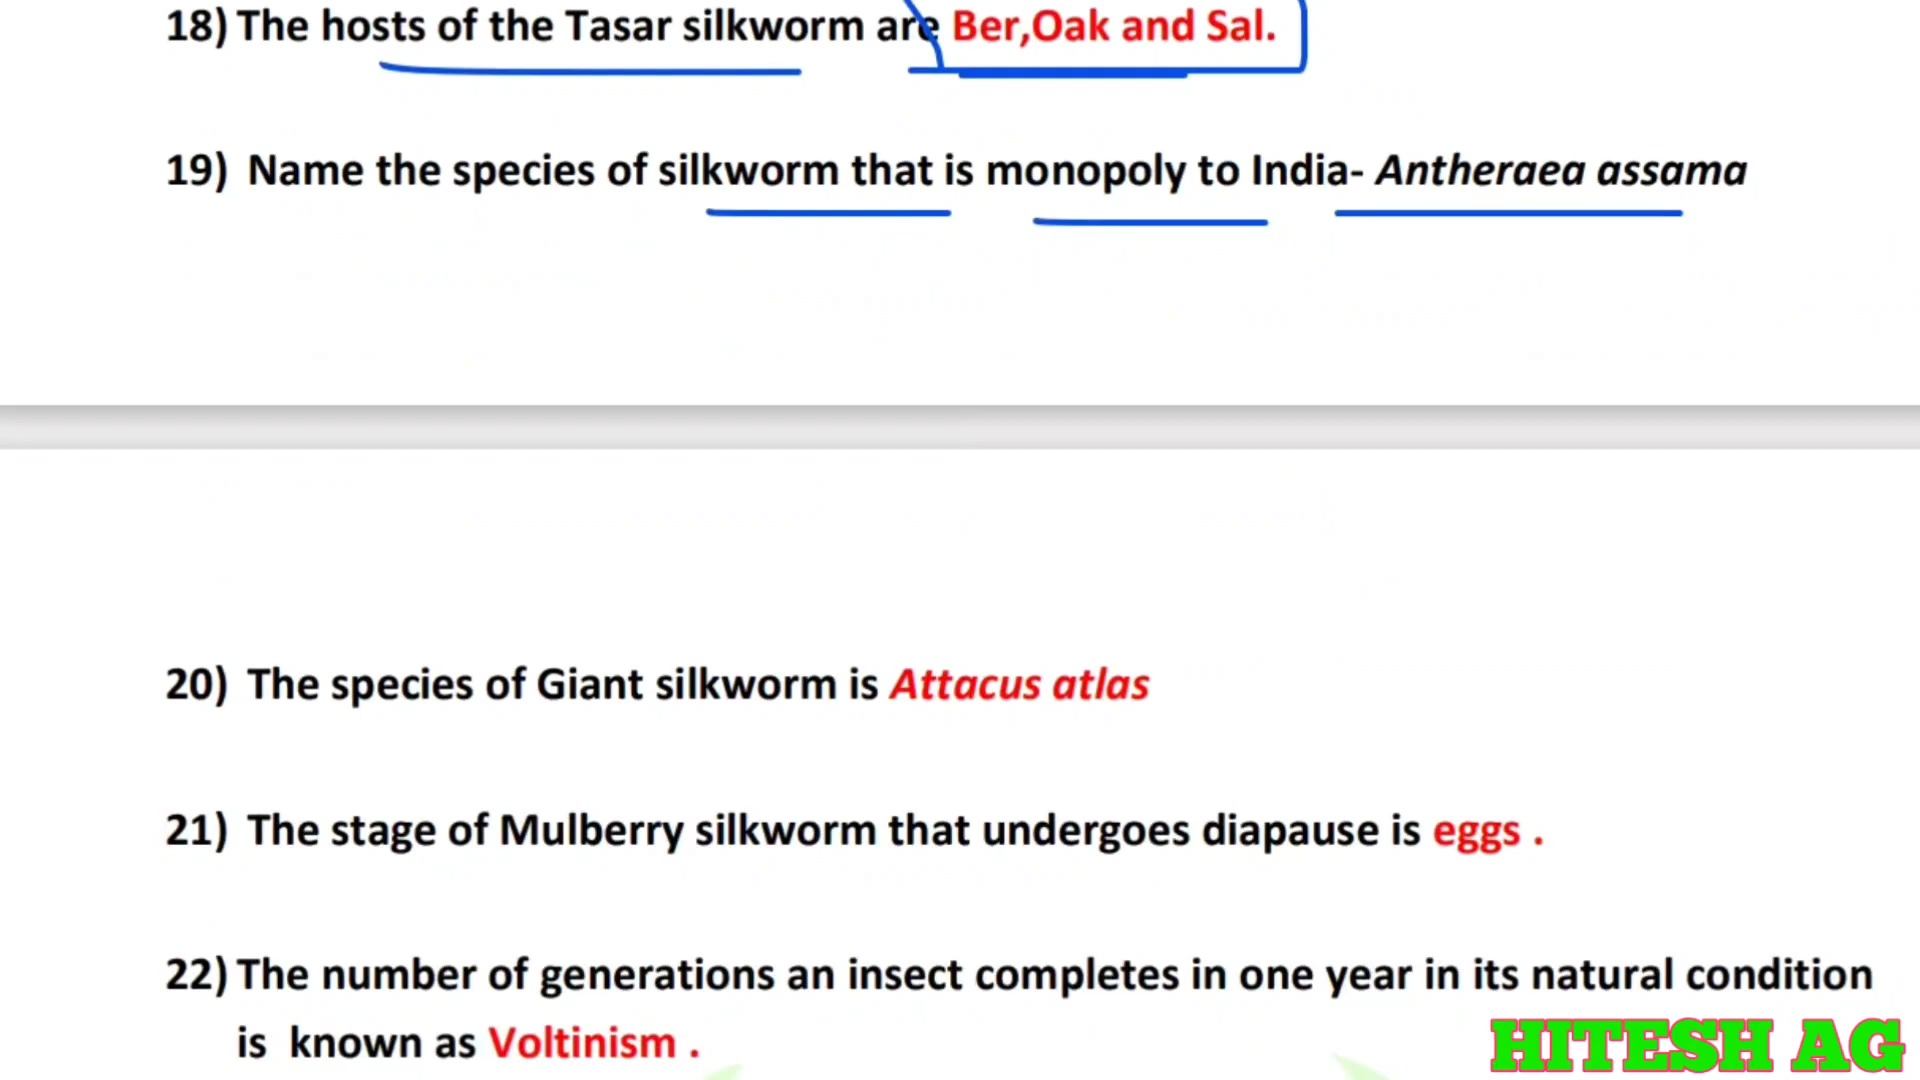 18) The hosts of the Tasar silkworm are Ber,Oak and Sal.
19) Name the species of silkworm that is monopoly to India- Antheraea assama
20) The species of Giant silkworm is Attacus atlas
21) The stage of Mulberry silkworm that undergoes diapause is eggs .
22) The number of generations an insect completes in one year in its natural condition
is known as Voltinism .
HITESH AG